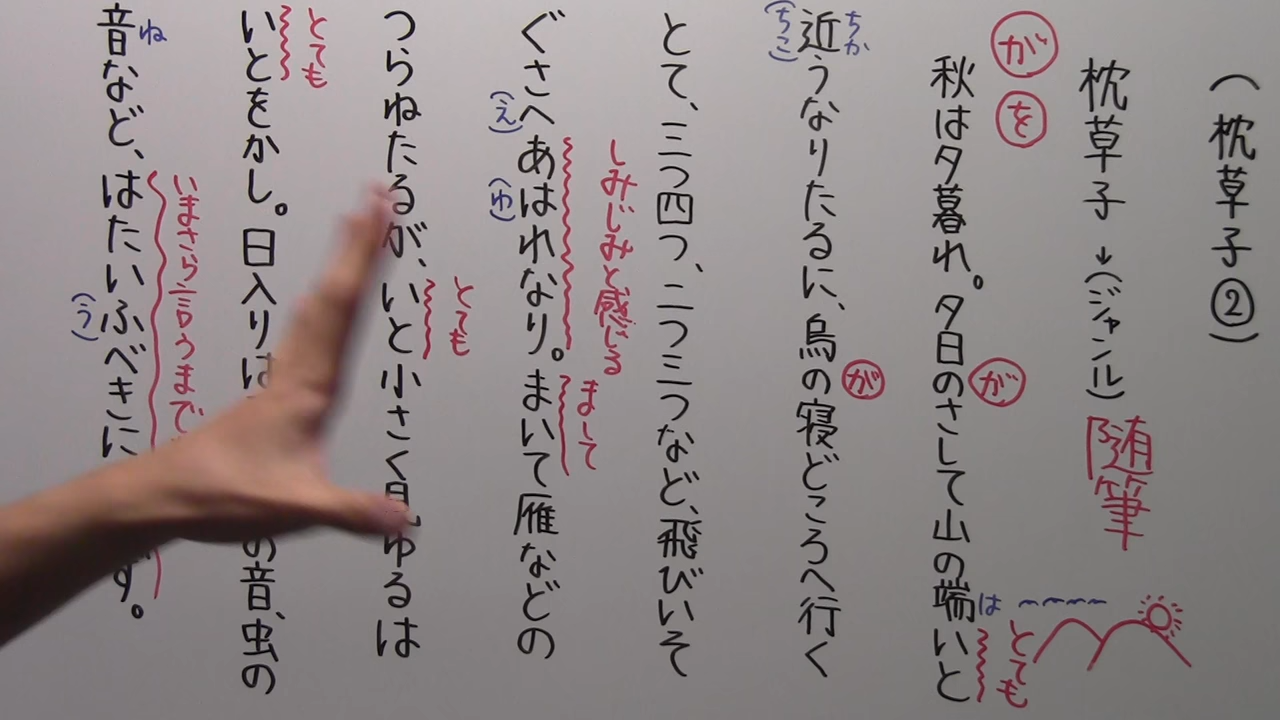 （枕草子②）
枕草子→（ジャンル）随筆
が
を
秋は夕暮れ。夕日のさして山の端いと
が
は
とても
近うなりたるに、烏の寝どころへ行く
ちか
（ちこ）
が
とて、三つ四つ、二つ三つなど、飛びいそ
ぐさへあはれなり。まいて雁などの
しみじみと感じる
まして
（え）
（ゆ）
つらねたるが、いと小さく見ゆるは
とても
いとをかし。日入りは の音、虫の
とても
音など、はたいふべきに ず。
ね
いまさら言うまで
（う）